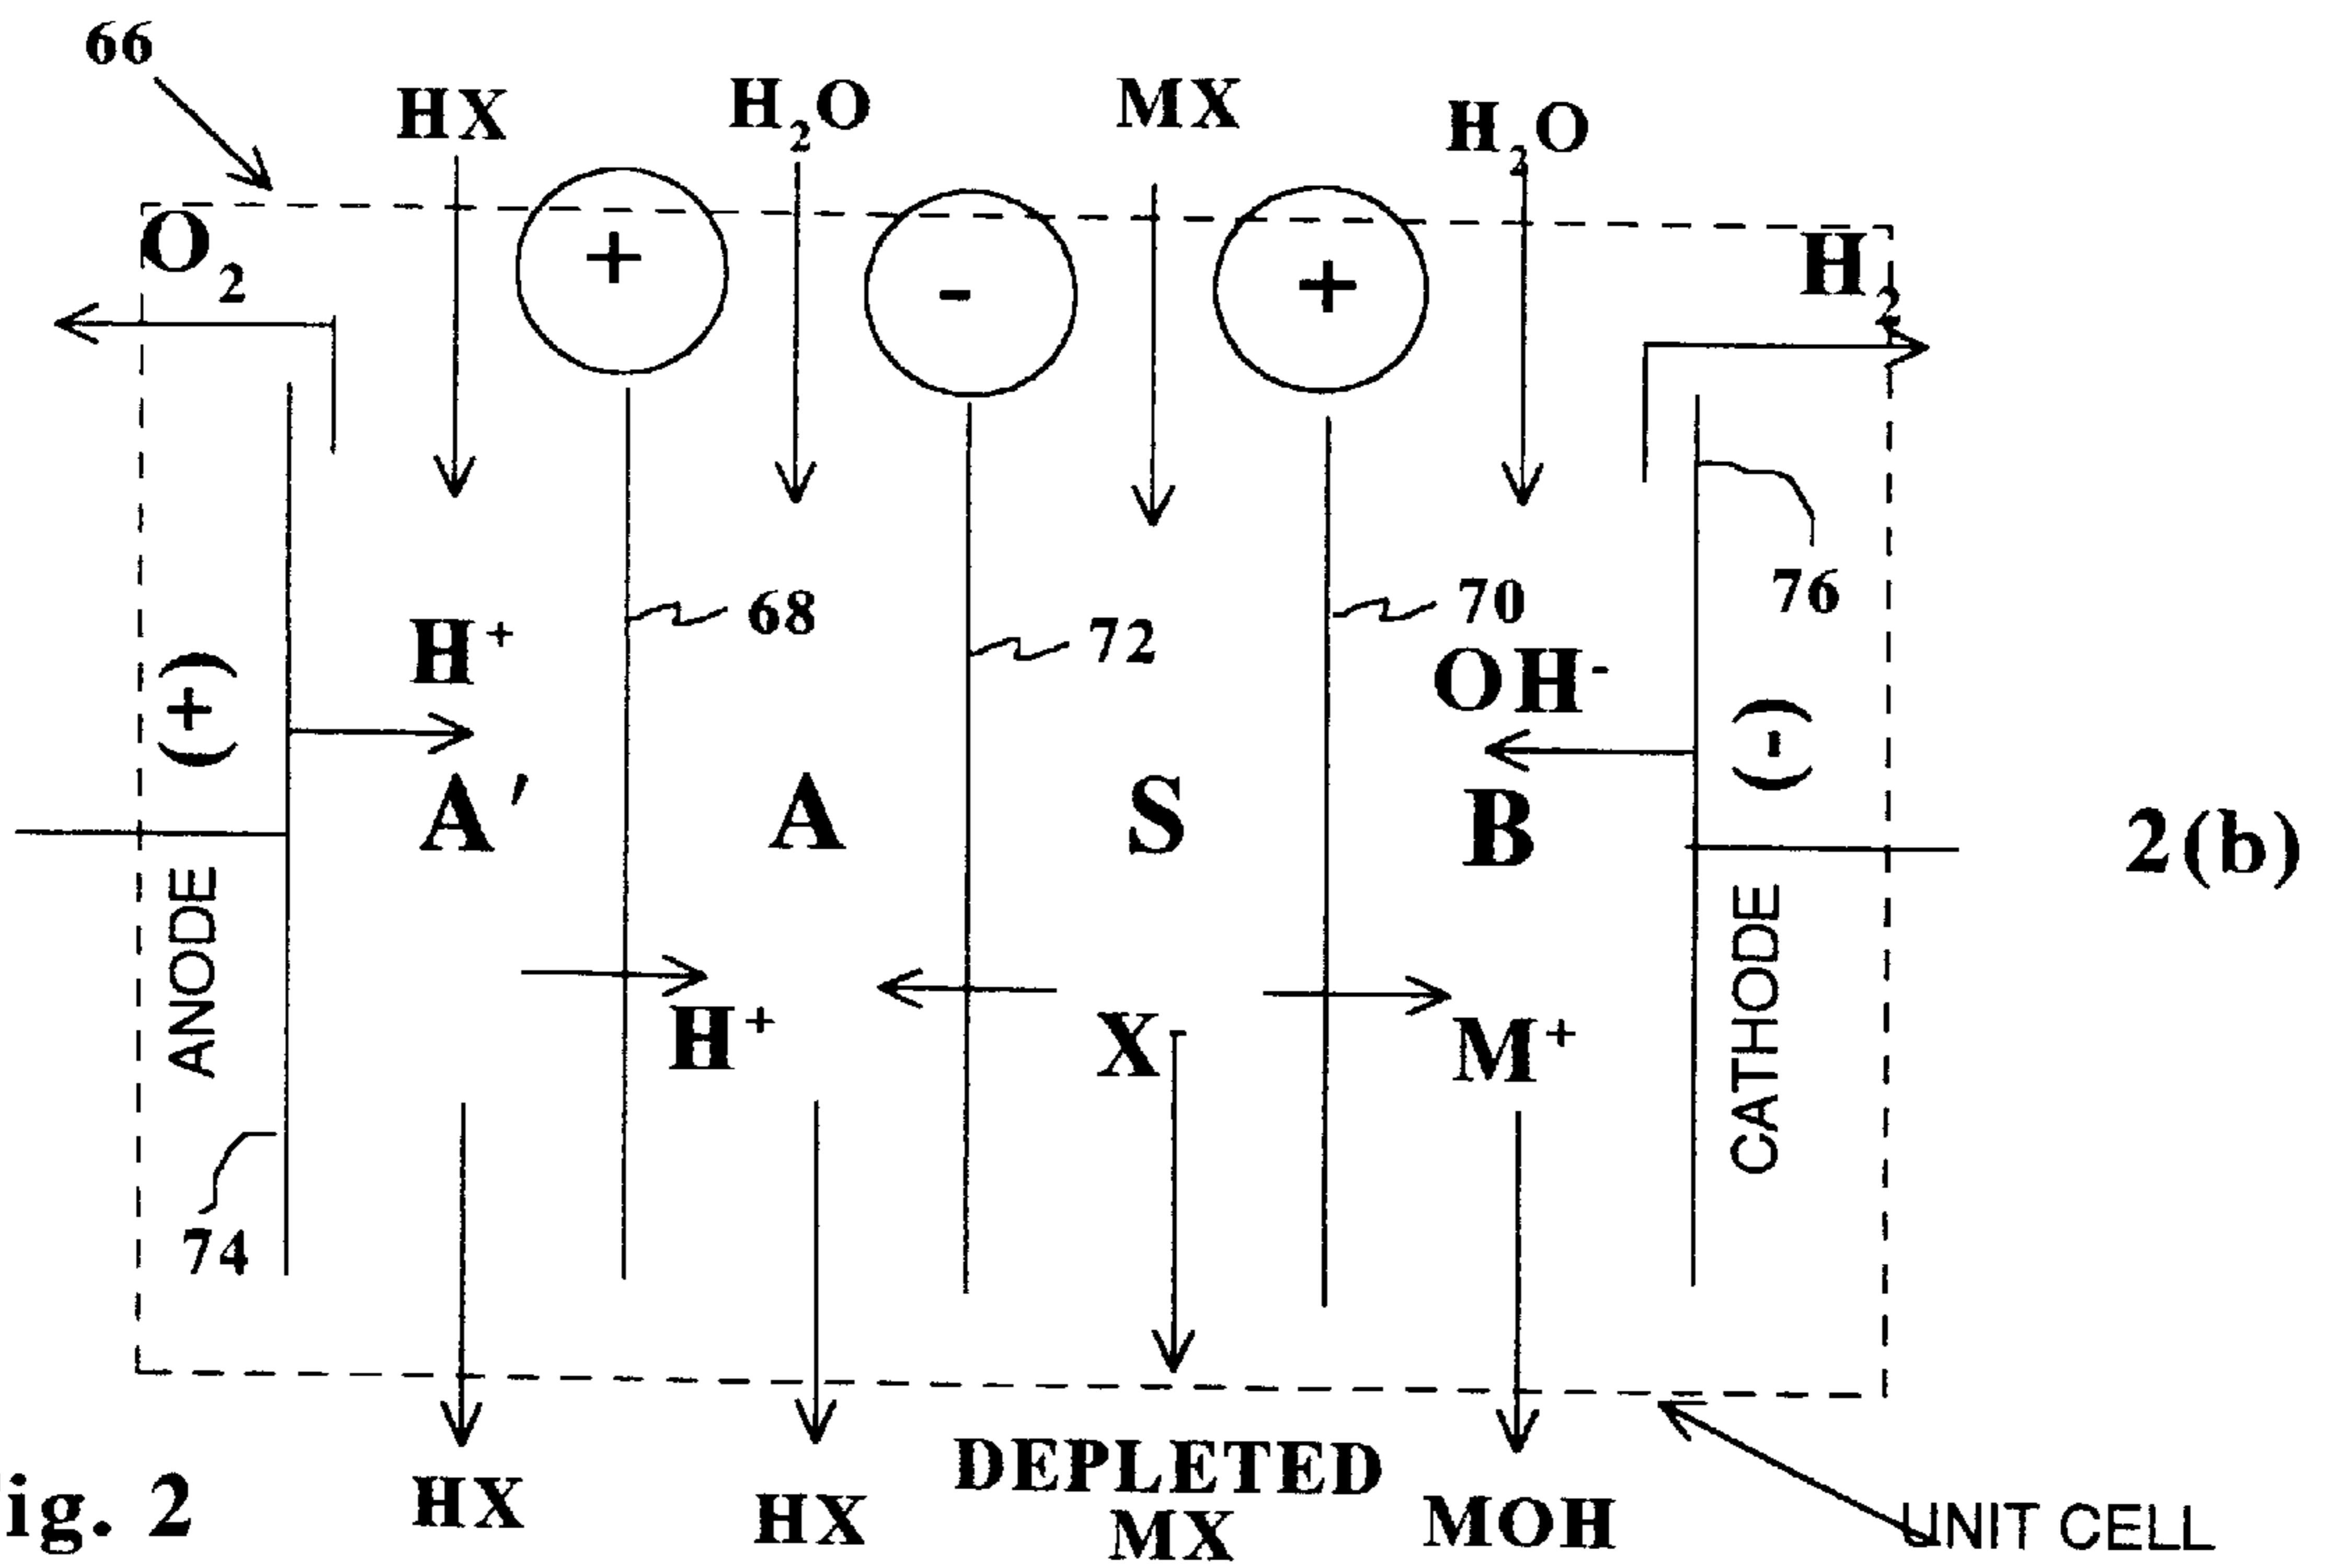 66
HX
H₂O
MX
H₂O
O₂
+
-
+
H₂
68
72
70
76
H⁺
OH⁻
(+)
(-)
A'
A
S
B
2(b)
ANODE
CATHODE
H⁺
X⁻
M⁺
74
HX
HX
DEPLETED
MX
MOH
UNIT CELL
ig. 2